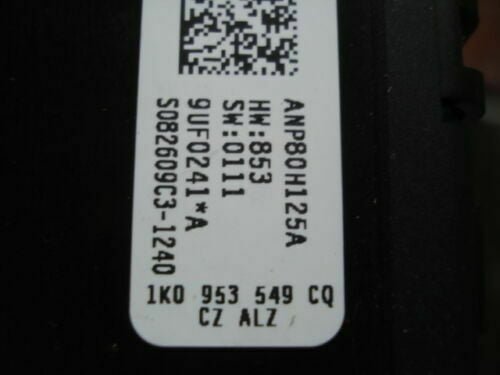 ANP80H125A
HW:853
SW:0111
9UF0241*A
S082609C3-1240
1K0 953 549 CQ
CZ ALZ